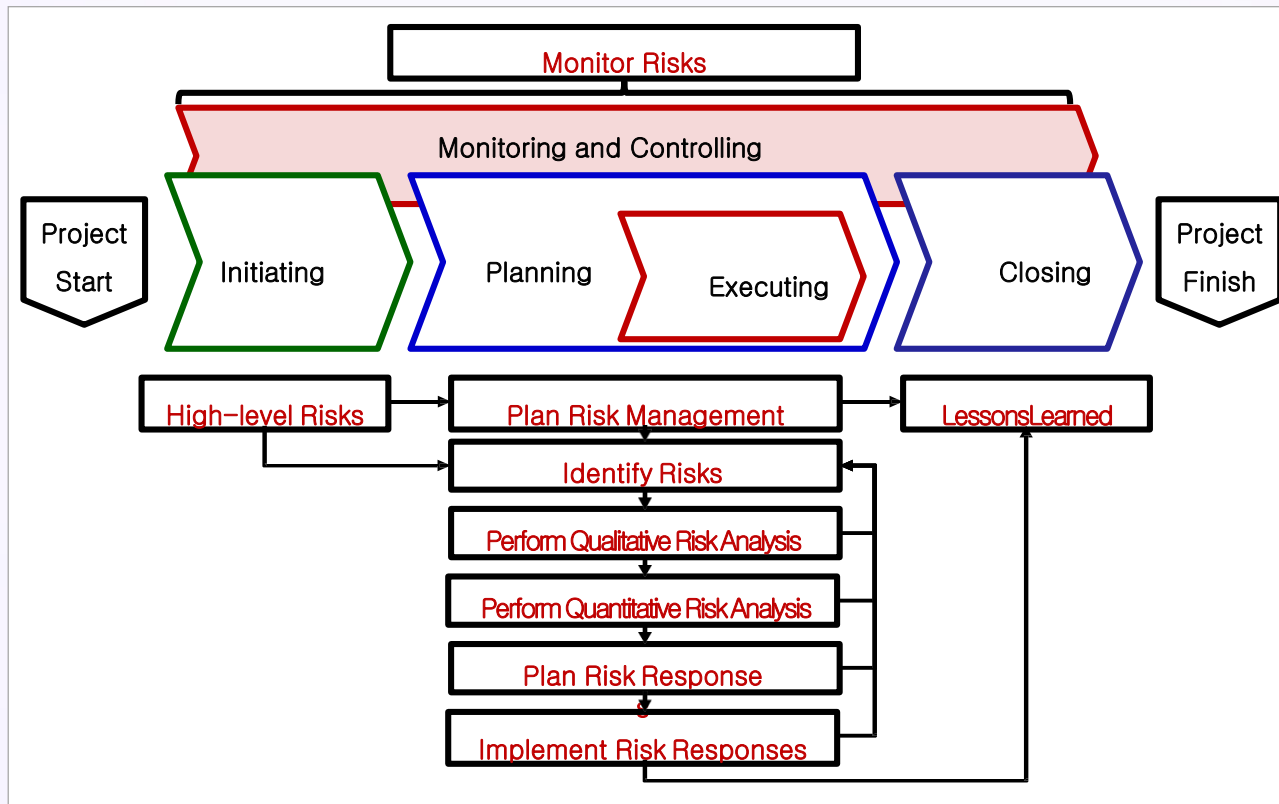 Monitor Risks
Monitoring and Controlling
Project
Start
Initiating
Planning
Executing
Closing
Project
Finish
High-level Risks
Plan Risk Management
LessonsLearned
Identify Risks
Perform Qualitative Risk Analysis
Perform Quantitative Risk Analysis
Plan Risk Response
s
Implement Risk Responses